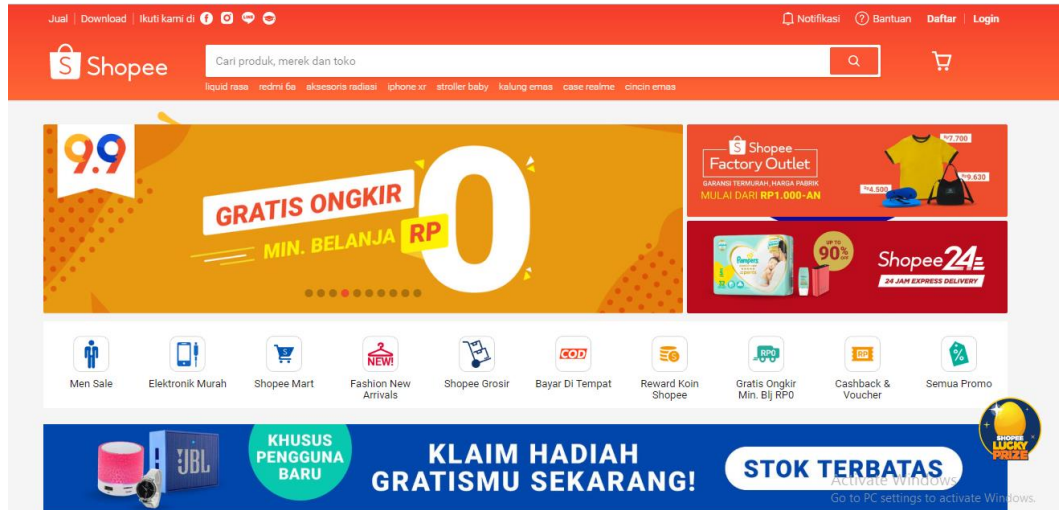 Jual | Download | Ikuti kami di
Notifikasi ? Bantuan Daftar | Login
S Shopee
Cari produk, merek dan toko
liquid rasa redmi 6a aksesoris radiasi iphone xr stroller baby kalung emas case realme cincin emas
9.9
GRATIS ONGKIR
MIN. BELANJA RP 0
S Shopee
Factory Outlet
GARANSI TERMURAH, HARGA PABRIK
MULAI DARI RP1.000-AN
Rp7.700
Rp4.500
Rp9.630
Pampers
UP TO
90%
Shopee24
24 JAM EXPRESS DELIVERY
S
NEW!
COD
S
RP0
RP
%
Men Sale
Elektronik Murah
Shopee Mart
Fashion New
Arrivals
Shopee Grosir
Bayar Di Tempat
Reward Koin
Shopee
Gratis Ongkir
Min. Blj RP0
Cashback &
Voucher
Semua Promo
JBL
KHUSUS
PENGGUNA
BARU
KLAIM HADIAH
GRATISMU SEKARANG!
STOK TERBATAS
SHOPEE
LUCKY
PRIZE
Activate Windows
Go to PC settings to activate Windows.